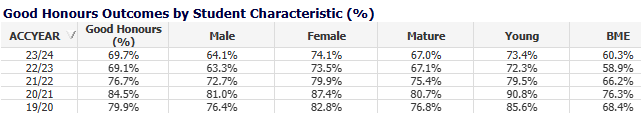 Good Honours Outcomes by Student Characteristic (%)
ACCYEAR Good Honours (%) Male Female Mature Young BME
23/24 69.7% 64.1% 74.1% 67.0% 73.4% 60.3%
22/23 69.1% 63.3% 73.5% 67.1% 72.3% 58.9%
21/22 76.7% 72.7% 79.9% 75.4% 79.5% 66.2%
20/21 84.5% 81.0% 87.4% 80.7% 90.8% 76.3%
19/20 79.9% 76.4% 82.8% 76.8% 85.6% 68.4%